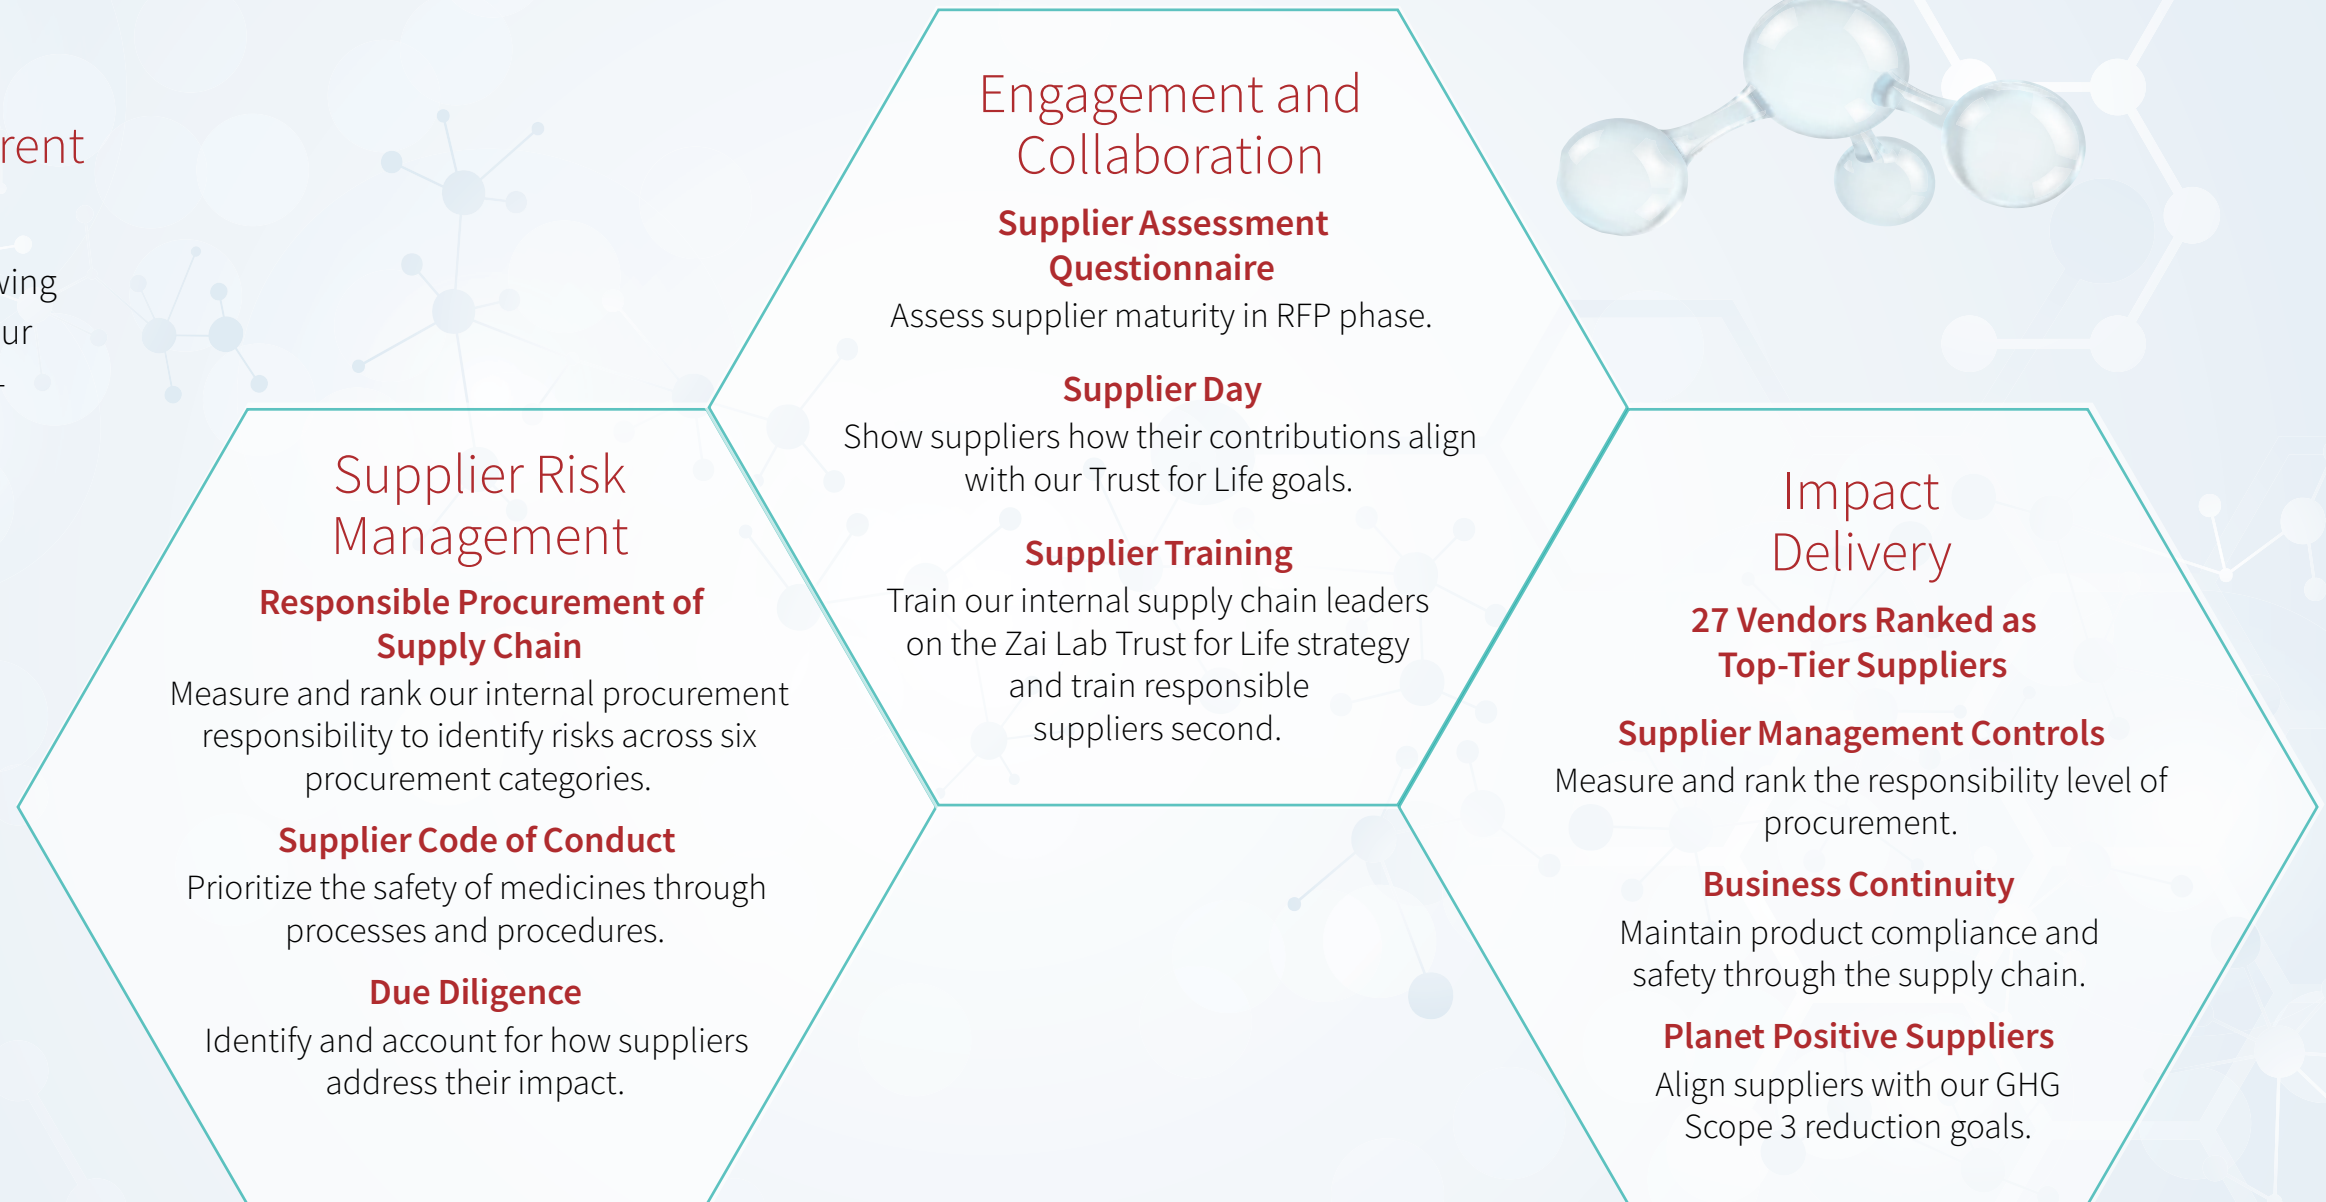 rent
ur
Supplier Risk
Management
Responsible Procurement of
Supply Chain
Measure and rank our internal procurement
responsibility to identify risks across six
procurement categories.
Supplier Code of Conduct
Prioritize the safety of medicines through
processes and procedures.
Due Diligence
Identify and account for how suppliers
address their impact.
Engagement and
Collaboration
Supplier Assessment
Questionnaire
Assess supplier maturity in RFP phase.
Supplier Day
Show suppliers how their contributions align
with our Trust for Life goals.
Supplier Training
Train our internal supply chain leaders
on the Zai Lab Trust for Life strategy
and train responsible
suppliers second.
Impact
Delivery
27 Vendors Ranked as
Top-Tier Suppliers
Supplier Management Controls
Measure and rank the responsibility level of
procurement.
Business Continuity
Maintain product compliance and
safety through the supply chain.
Planet Positive Suppliers
Align suppliers with our GHG
Scope 3 reduction goals.